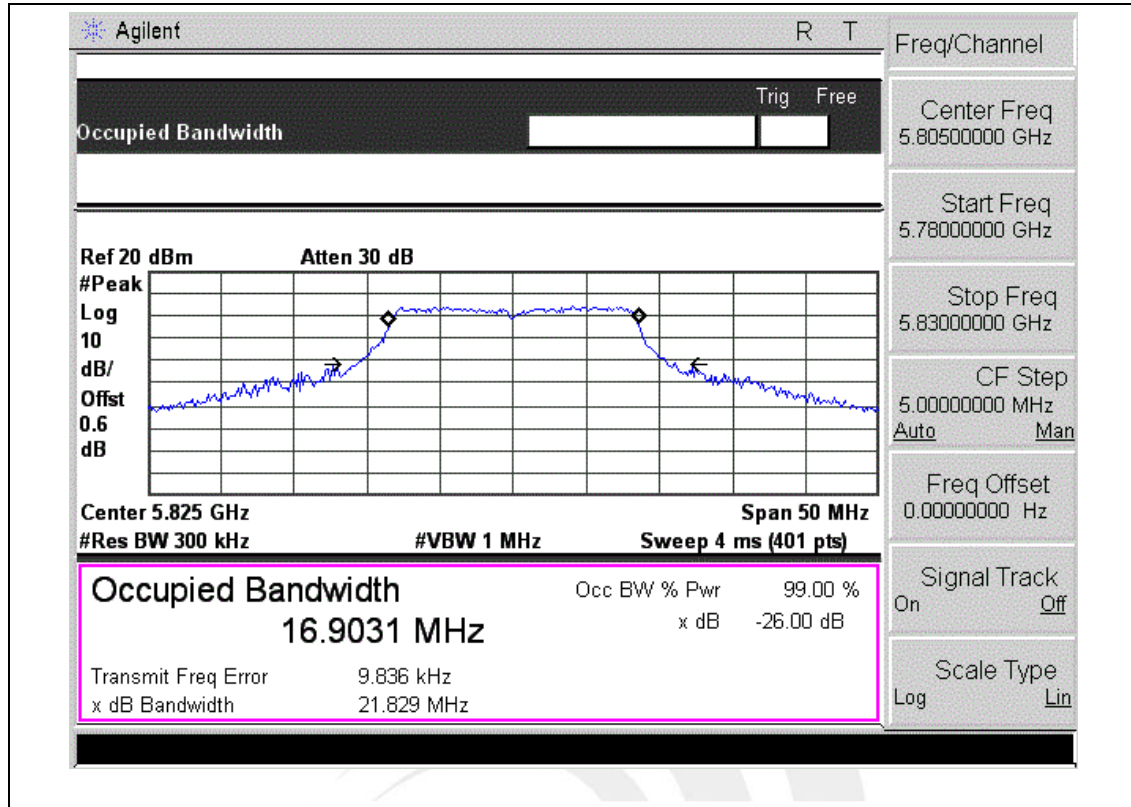 Agilent
R T
Trig Free
Occupied Bandwidth
Ref 20 dBm Atten 30 dB
#Peak
Log
10
dB/
Offst
0.6
dB
Center 5.825 GHz Span 50 MHz
#Res BW 300 kHz #VBW 1 MHz Sweep 4 ms (401 pts)
Occupied Bandwidth Occ BW % Pwr 99.00 %
16.9031 MHz x dB -26.00 dB
Transmit Freq Error 9.836 kHz
x dB Bandwidth 21.829 MHz
Freq/Channel
Center Freq
5.80500000 GHz
Start Freq
5.78000000 GHz
Stop Freq
5.83000000 GHz
CF Step
5.00000000 MHz
Auto Man
Freq Offset
0.00000000 Hz
Signal Track
On Off
Scale Type
Log Lin